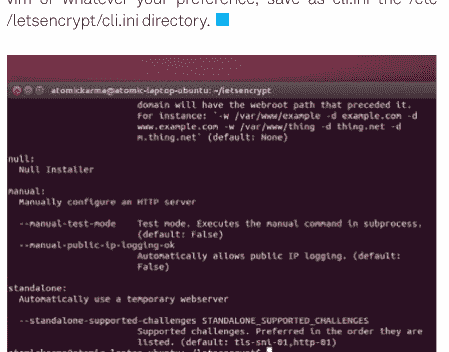 vim or whatever your preference, save as cli.ini the /etc
/letsencrypt/cli.ini directory.
atomickarma@atomic-laptop-ubuntu: ~/letsencrypt
domain will have the webroot path that preceded it.
For instance: `-w /var/www/example -d example.com -d
www.example.com -w /var/www/thing -d thing.net -d
m.thing.net` (default: None)
null:
Null Installer
manual:
Manually configure an HTTP server
--manual-test-mode Test mode. Executes the manual command in subprocess.
(default: False)
--manual-public-ip-logging-ok
Automatically allows public IP logging. (default:
False)
standalone:
Automatically use a temporary webserver
--standalone-supported-challenges STANDALONE_SUPPORTED_CHALLENGES
Supported challenges. Preferred in the order they are
listed. (default: tls-sni-01,http-01)
atomickarma@atomic-laptop-ubuntu:~/letsencrypt$